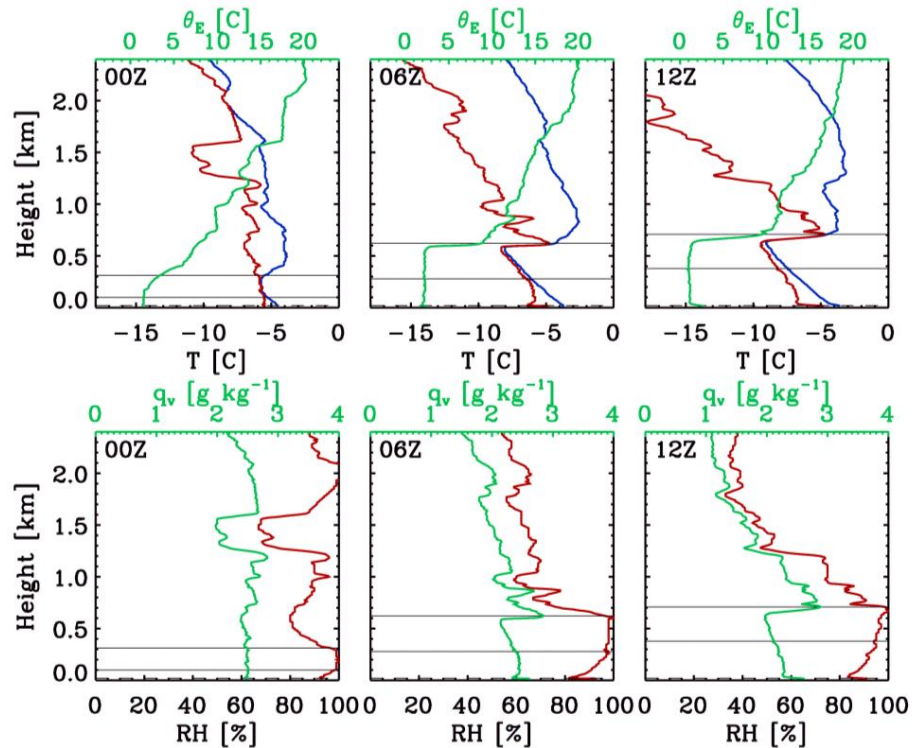 θE [C] θE [C] θE [C]
0 5 10 15 20 0 5 10 15 20 0 5 10 15 20
00Z 06Z 12Z
2.0
1.5
1.0
0.5
0.0
Height [km]
−15 −10 −5 0 −15 −10 −5 0 −15 −10 −5 0
T [C] T [C] T [C]
qv [g kg−1] qv [g kg−1] qv [g kg−1]
0 1 2 3 4 0 1 2 3 4 0 1 2 3 4
00Z 06Z 12Z
2.0
1.5
1.0
0.5
0.0
Height [km]
0 20 40 60 80 100 0 20 40 60 80 100 0 20 40 60 80 100
RH [%] RH [%] RH [%]